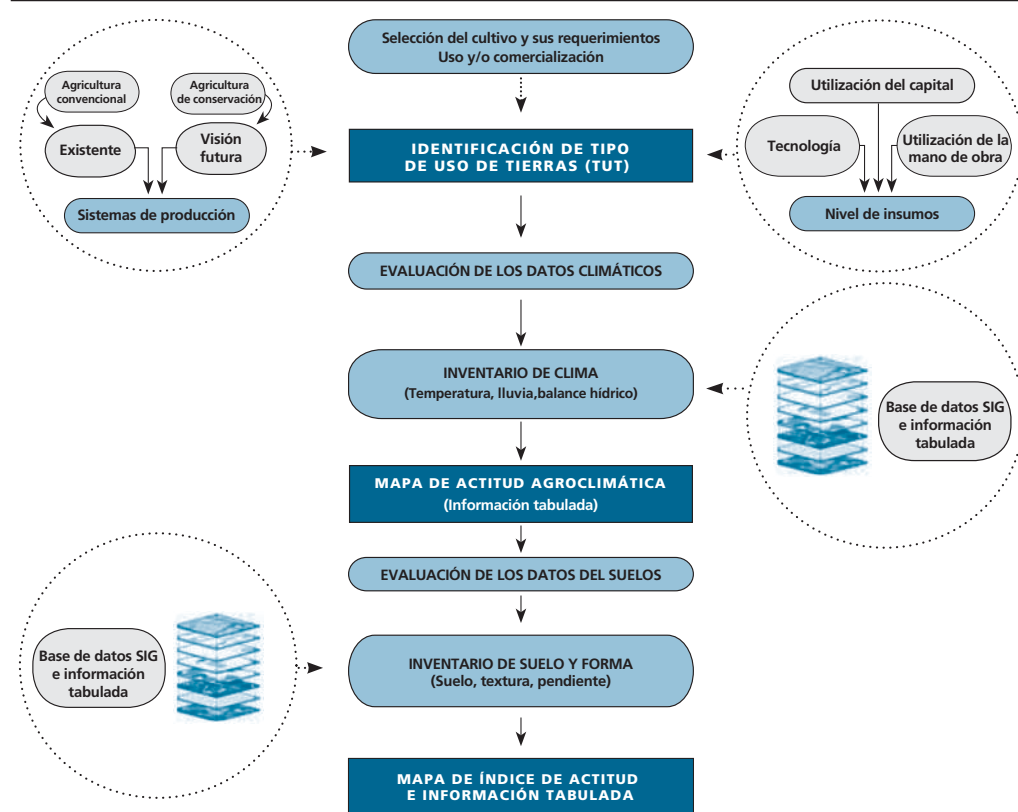 Selección del cultivo y sus requerimientos
Uso y/o comercialización
Agricultura
convencional
Agricultura
de conservación
Existente
Visión
futura
Sistemas de producción
IDENTIFICACIÓN DE TIPO
DE USO DE TIERRAS (TUT)
Utilización del capital
Tecnología
Utilización de la
mano de obra
Nivel de insumos
EVALUACIÓN DE LOS DATOS CLIMÁTICOS
INVENTARIO DE CLIMA
(Temperatura, lluvia,balance hídrico)
Base de datos SIG
e información
tabulada
MAPA DE ACTITUD AGROCLIMÁTICA
(Información tabulada)
EVALUACIÓN DE LOS DATOS DEL SUELOS
Base de datos SIG
e información
tabulada
INVENTARIO DE SUELO Y FORMA
(Suelo, textura, pendiente)
MAPA DE ÍNDICE DE ACTITUD
E INFORMACIÓN TABULADA